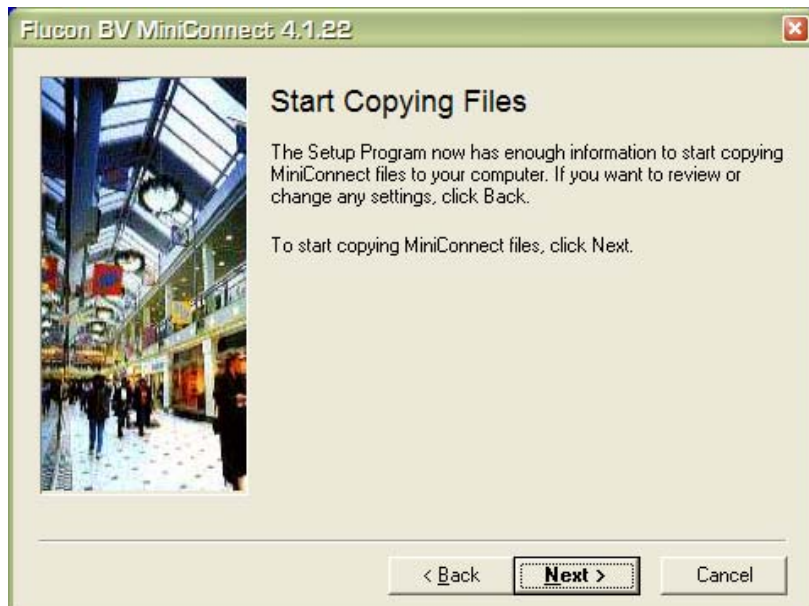 Flucon BV MiniConnect 4.1.22
Start Copying Files
The Setup Program now has enough information to start copying
MiniConnect files to your computer. If you want to review or
change any settings, click Back.
To start copying MiniConnect files, click Next.
< Back
Next >
Cancel